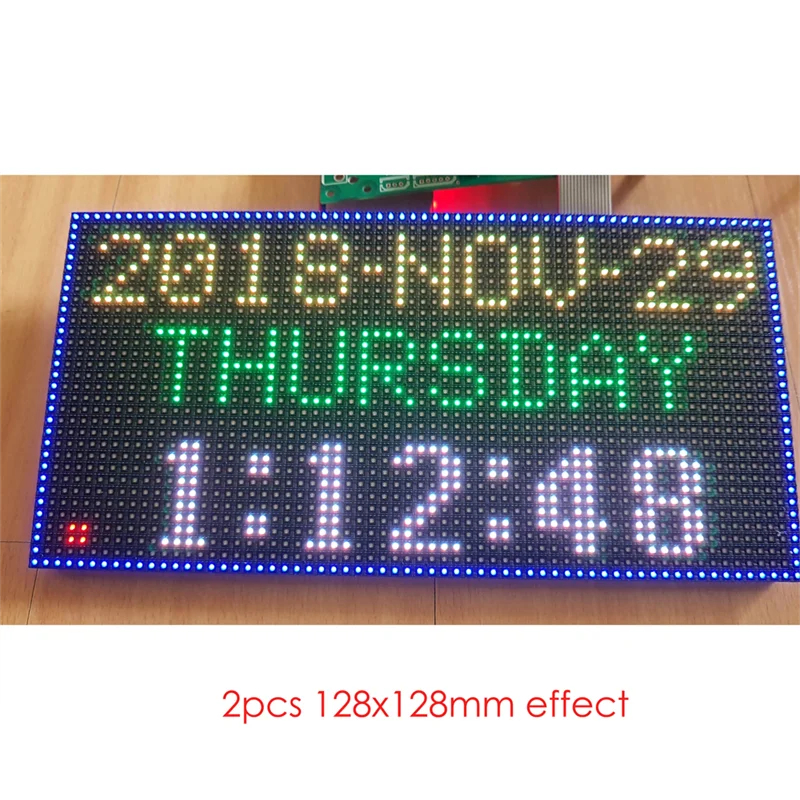 2018-NOV-29
THURSDAY
1:12:48
2pcs 128x128mm effect